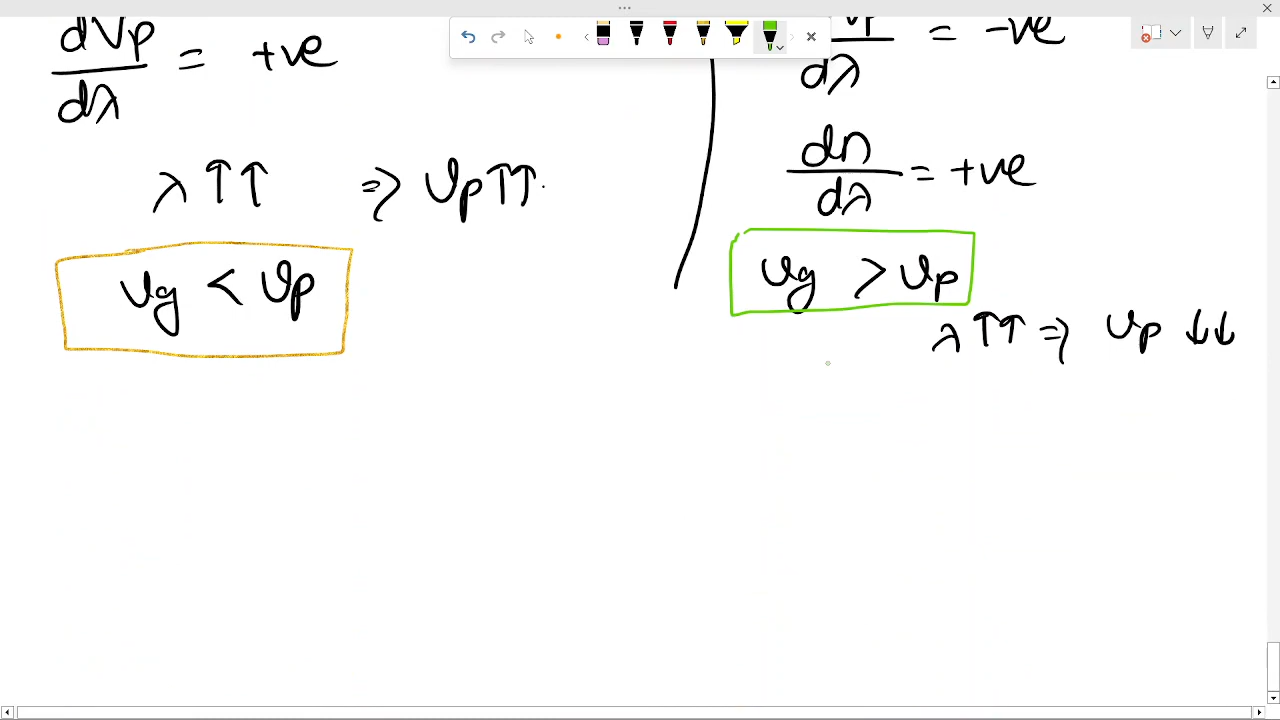 dVp/dλ = +ve
λ ↑↑ ⇒ Vp↑↑.
Vg < Vp
dλ = -ve
dn/dλ = +ve
Vg > Vp
λ ↑↑ ⇒ Vp ↓↓